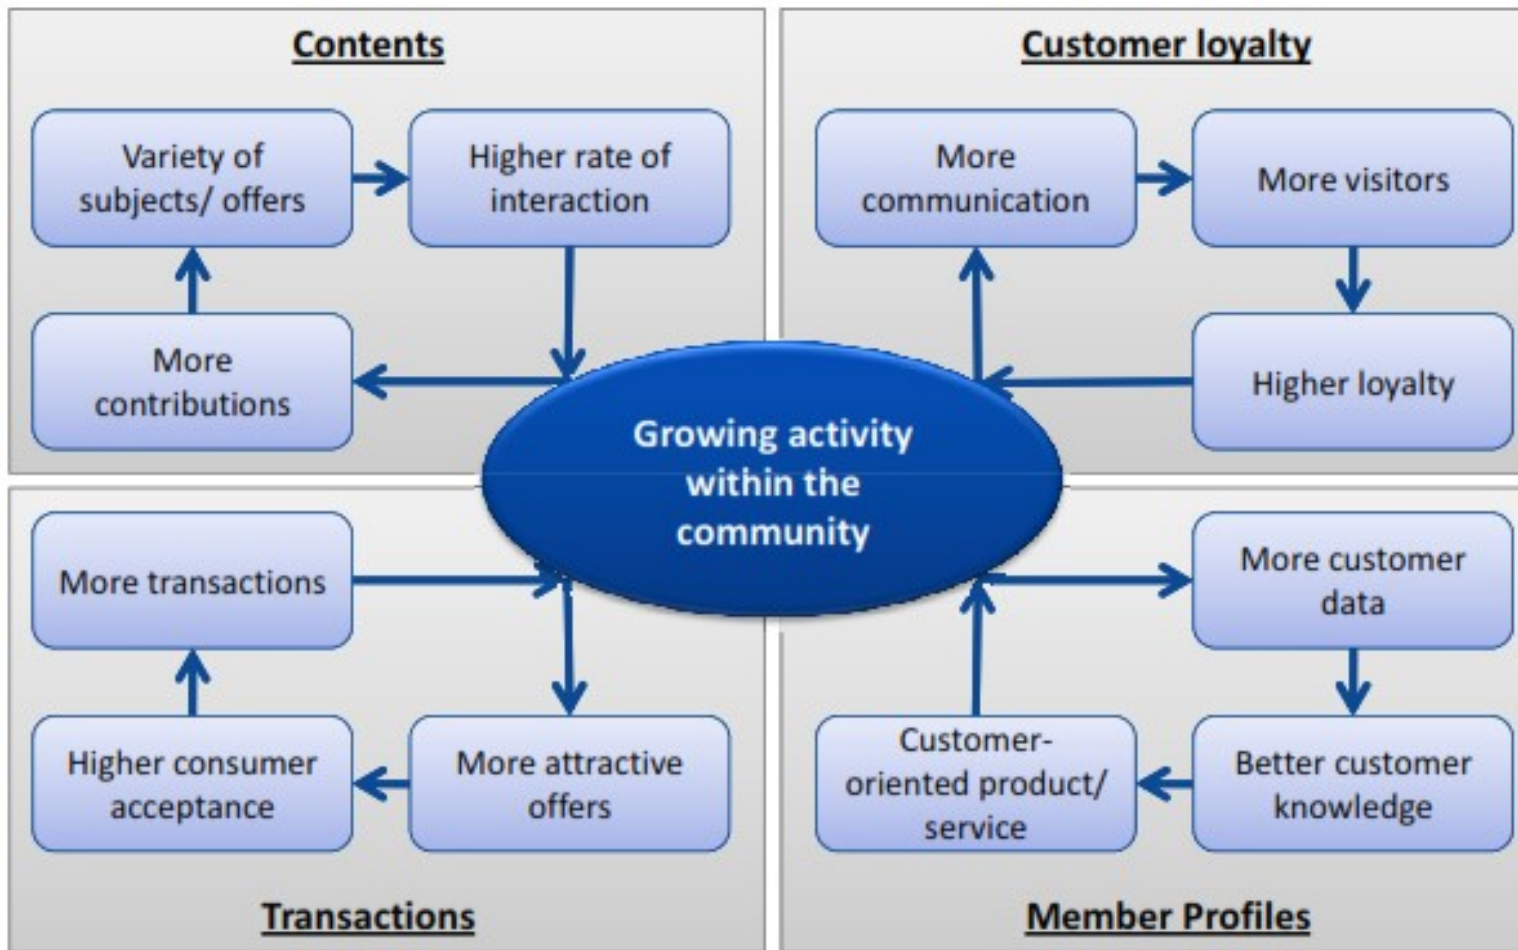 Contents
Variety of
subjects/ offers
Higher rate of
interaction
More
contributions
Customer loyalty
More
communication
More visitors
Higher loyalty
Growing activity
within the
community
More transactions
Higher consumer
acceptance
More attractive
offers
Transactions
More customer
data
Customer-
oriented product/
service
Better customer
knowledge
Member Profiles